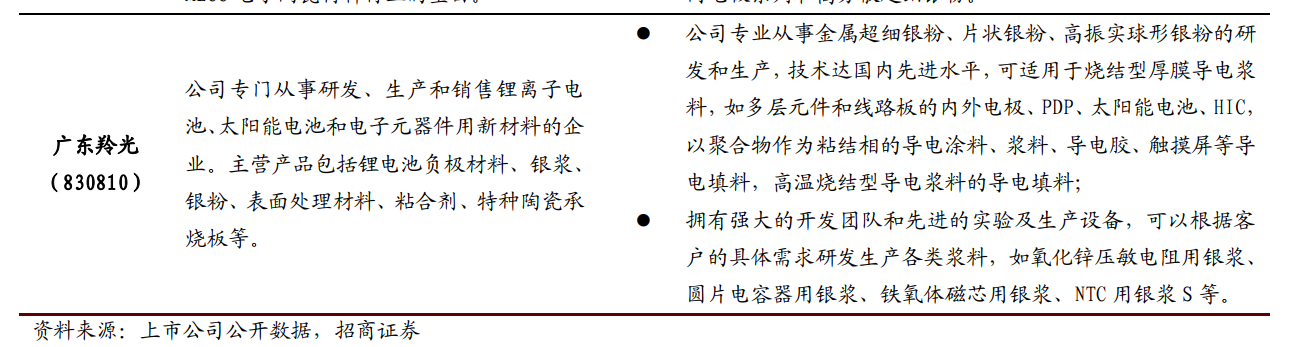 广东羚光
（830810）
公司专门从事研发、生产和销售锂离子电
池、太阳能电池和电子元器件用新材料的企
业。主营产品包括锂电池负极材料、银浆、
银粉、表面处理材料、粘合剂、特种陶瓷承
烧板等。
● 公司专业从事金属超细银粉、片状银粉、高振实球形银粉的研
发和生产，技术达国内先进水平，可适用于烧结型厚膜导电浆
料，如多层元件和线路板的内外电极、PDP、太阳能电池、HIC，
以聚合物作为粘结相的导电涂料、浆料、导电胶、触摸屏等导
电填料，高温烧结型导电浆料的导电填料；
● 拥有强大的开发团队和先进的实验及生产设备，可以根据客
户的具体需求研发生产各类浆料，如氧化锌压敏电阻用银浆、
圆片电容器用银浆、铁氧体磁芯用银浆、NTC 用银浆 S 等。
资料来源：上市公司公开数据，招商证券